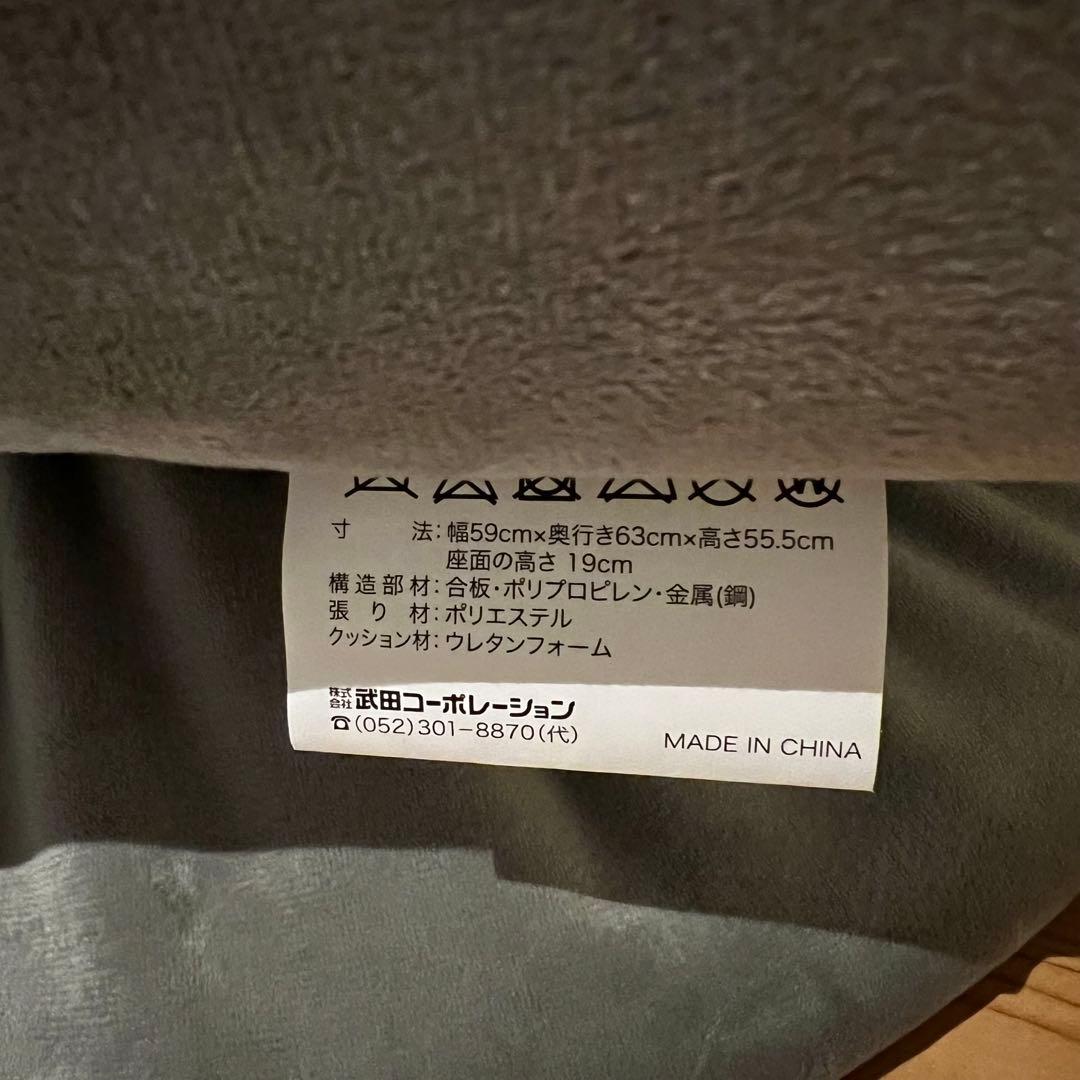 寸 法：幅59cm×奥行き63cm×高さ55.5cm
座面の高さ 19cm
構造部材：合板・ポリプロピレン・金属(鋼)
張り材：ポリエステル
クッション材：ウレタンフォーム
株式会社 武田コーポレーション
☎(052)301-8870(代)
MADE IN CHINA